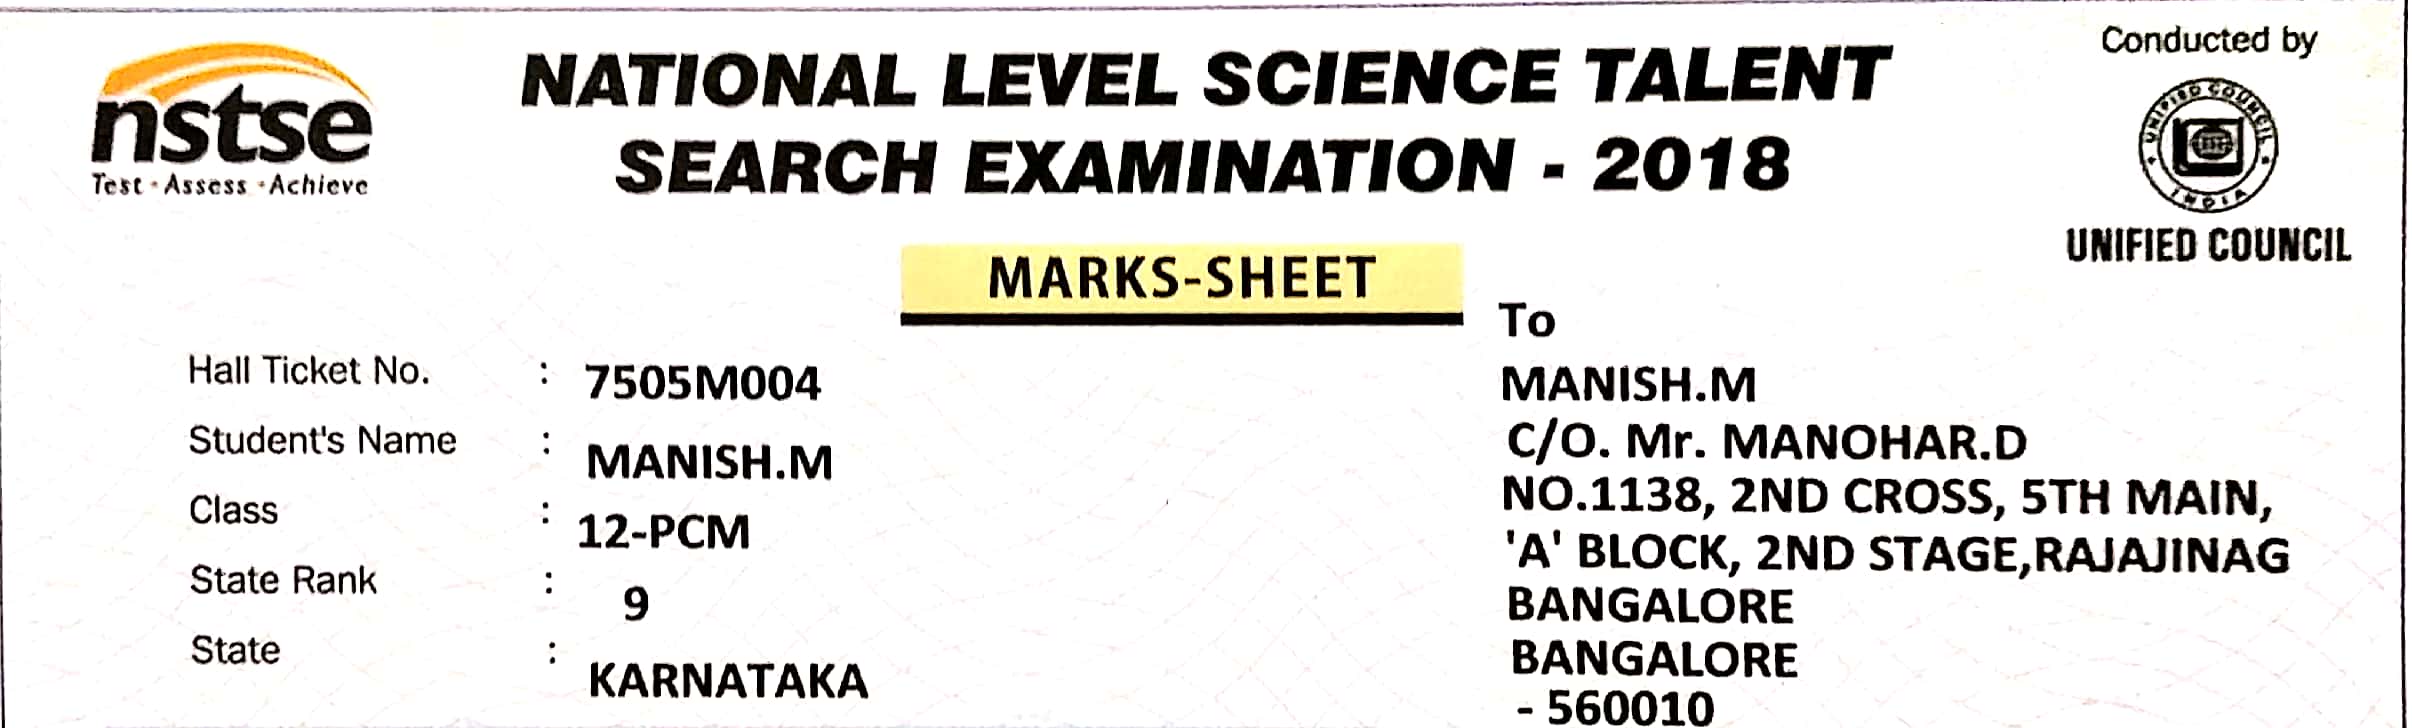 nstse
Test · Assess · Achieve
NATIONAL LEVEL SCIENCE TALENT
SEARCH EXAMINATION - 2018
Conducted by
UNIFIED COUNCIL
INDIA
UNIFIED COUNCIL
MARKS-SHEET
Hall Ticket No. : 7505M004
Student's Name : MANISH.M
Class : 12-PCM
State Rank : 9
State : KARNATAKA
To
MANISH.M
C/O. Mr. MANOHAR.D
NO.1138, 2ND CROSS, 5TH MAIN,
'A' BLOCK, 2ND STAGE,RAJAJINAG
BANGALORE
BANGALORE
- 560010